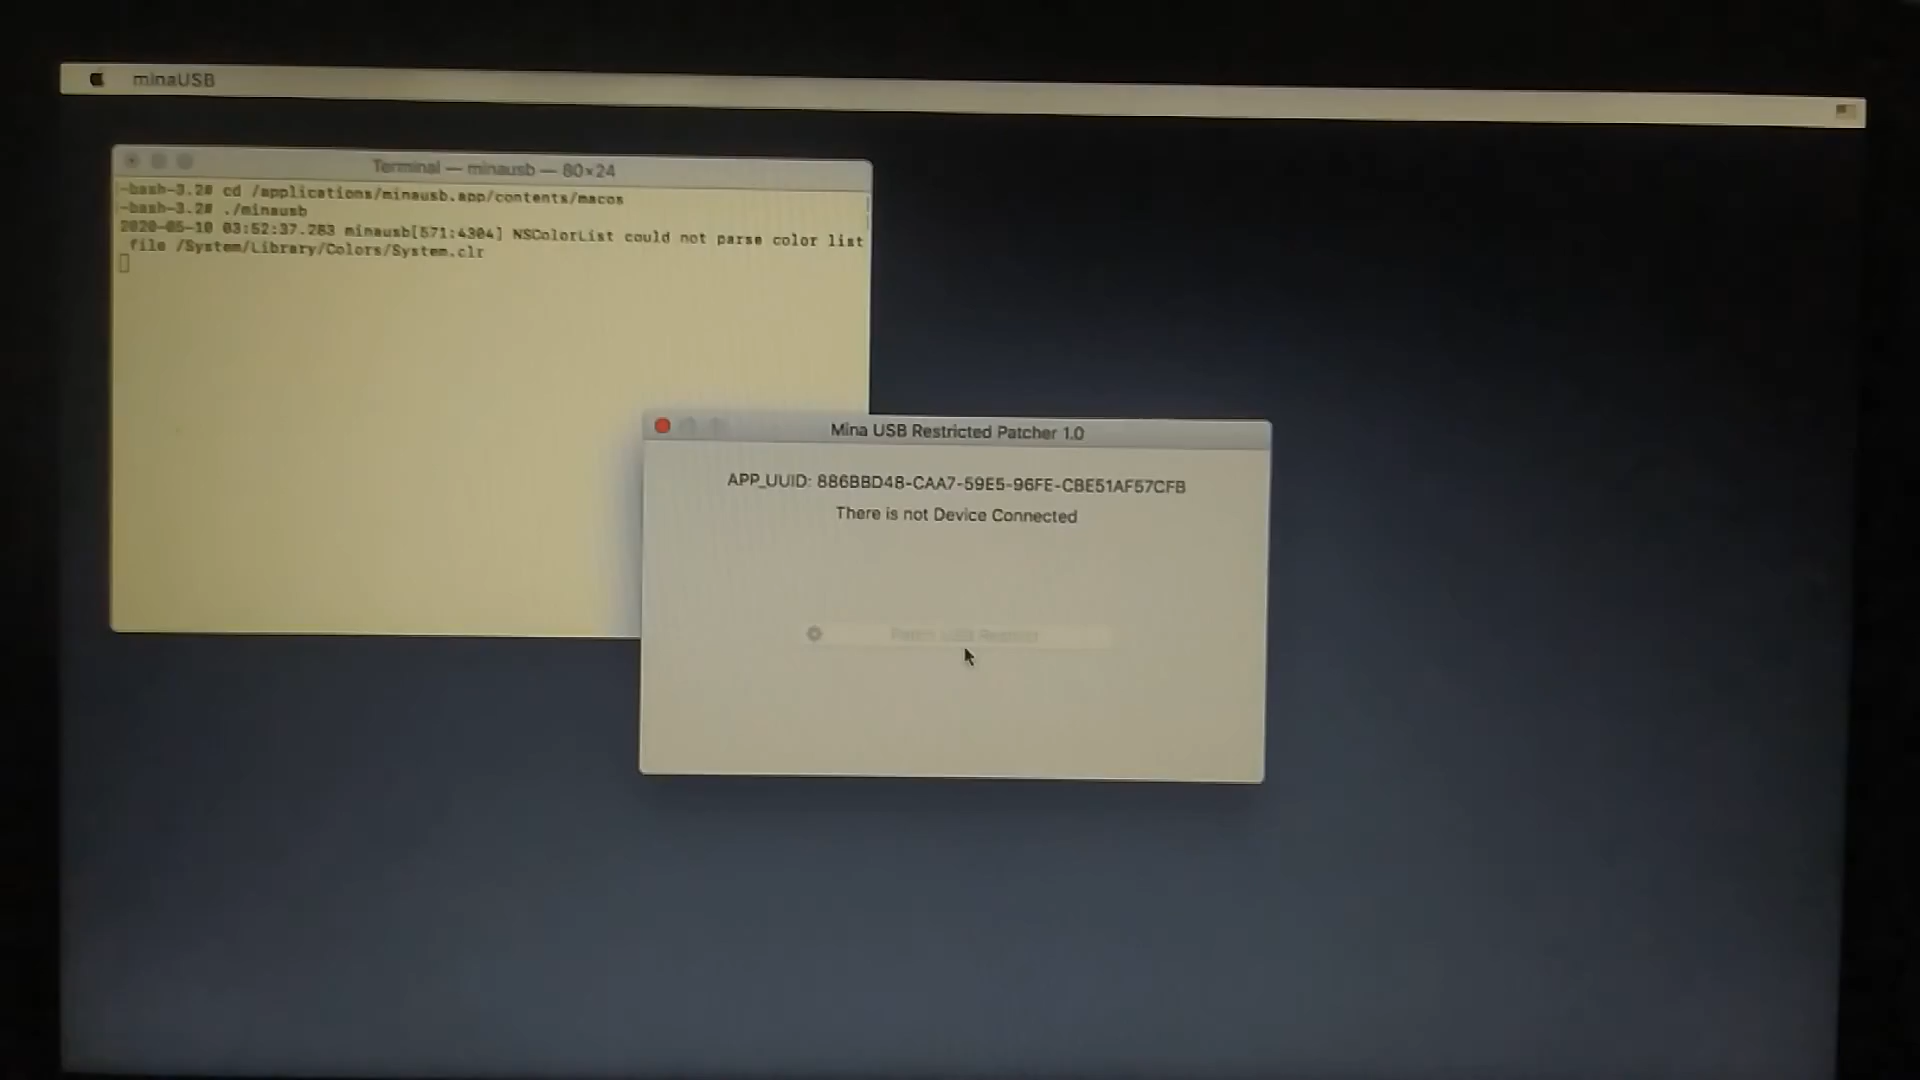 minaUSB
Terminal — minausb — 80×24
-bash-3.2# cd /applications/minausb.app/contents/macos
-bash-3.2# ./minausb
2020-05-10 03:52:37.283 minausb[571:4304] NSColorList could not parse color list
file /System/Library/Colors/System.clr
Mina USB Restricted Patcher 1.0
APP_UUID: 886BBD48-CAA7-59E5-96FE-CBE51AF57CFB
There is not Device Connected
Patch USB Restrict